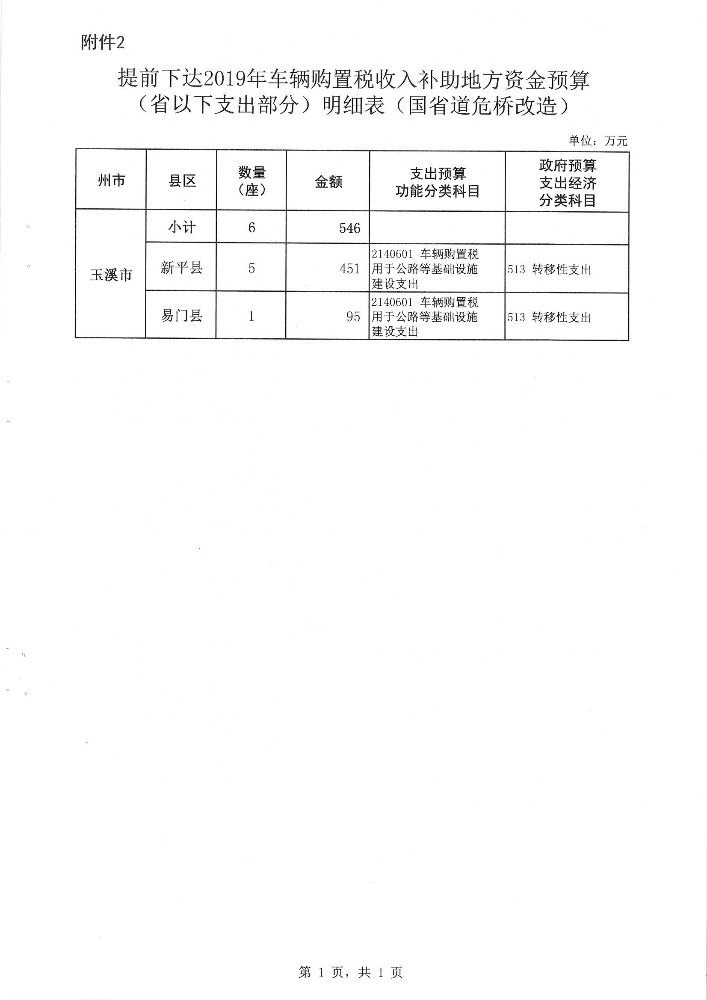 附件2
提前下达2019年车辆购置税收入补助地方资金预算
（省以下支出部分）明细表（国省道危桥改造）
单位：万元
州市
县区
数量
（座）
金额
支出预算
功能分类科目
政府预算
支出经济
分类科目
玉溪市
小计
6
546
新平县
5
451
2140601 车辆购置税
用于公路等基础设施
建设支出
513 转移性支出
易门县
1
95
2140601 车辆购置税
用于公路等基础设施
建设支出
513 转移性支出
第 1 页，共 1 页